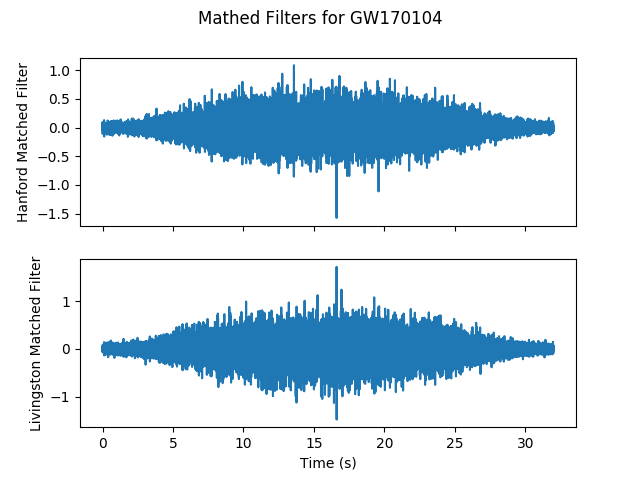 Mathed Filters for GW170104
Hanford Matched Filter
1.0
0.5
0.0
−0.5
−1.0
−1.5
Livingston Matched Filter
1
0
−1
0 5 10 15 20 25 30
Time (s)